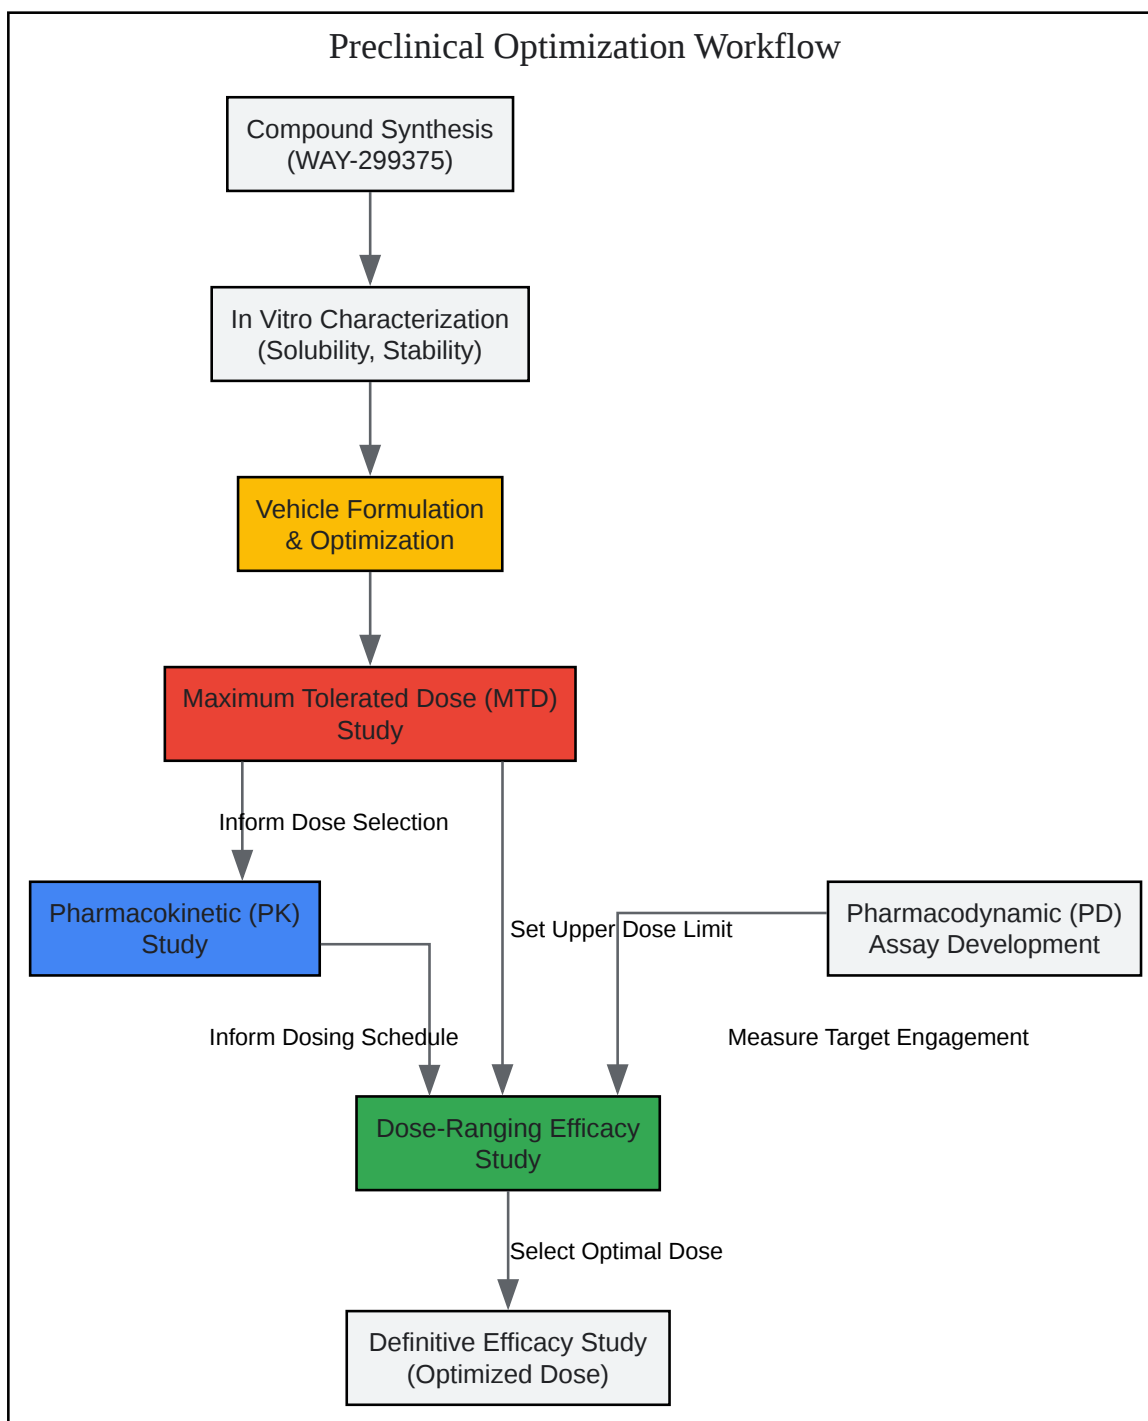 Preclinical Optimization Workflow
Compound Synthesis
(WAY-299375)
In Vitro Characterization
(Solubility, Stability)
Vehicle Formulation
& Optimization
Maximum Tolerated Dose (MTD)
Study
Inform Dose Selection
Pharmacokinetic (PK)
Study
Set Upper Dose Limit
Pharmacodynamic (PD)
Assay Development
Inform Dosing Schedule
Measure Target Engagement
Dose-Ranging Efficacy
Study
Select Optimal Dose
Definitive Efficacy Study
(Optimized Dose)